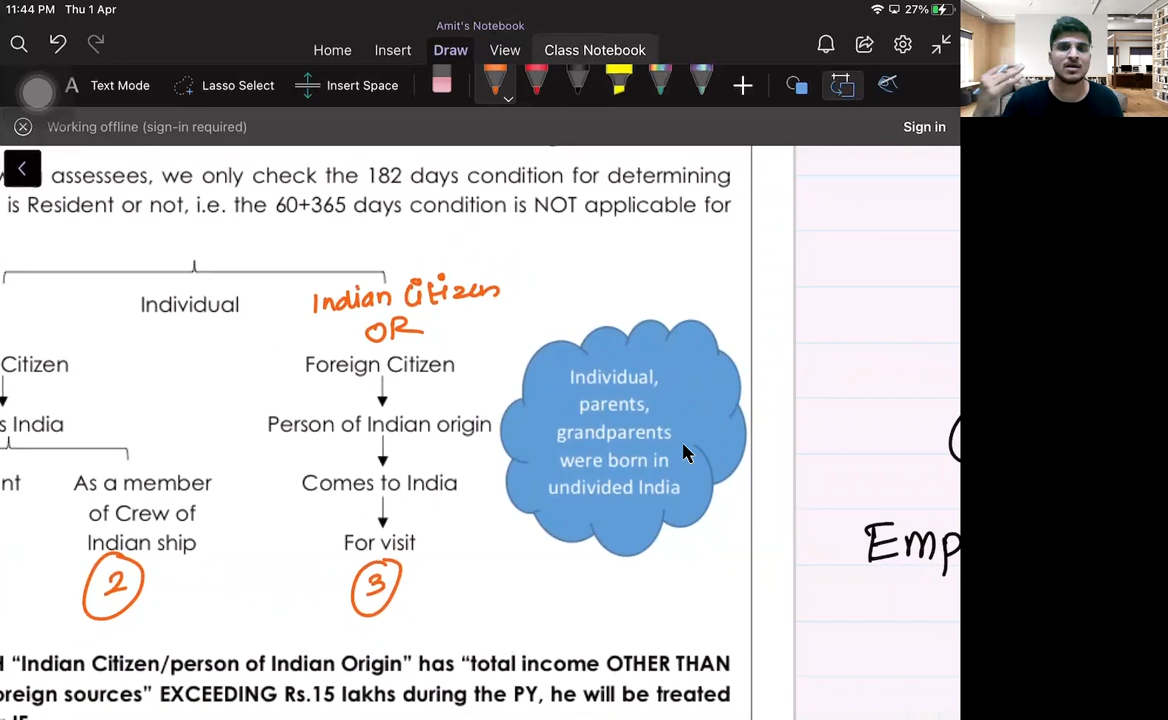 11:44 PM Thu 1 Apr
27%
Amit's Notebook
Home Insert Draw View Class Notebook
A Text Mode Lasso Select Insert Space
Working offline (sign-in required) Sign in
assessees, we only check the 182 days condition for determining
is Resident or not, i.e. the 60+365 days condition is NOT applicable for
Individual
Indian Citizen
OR
Citizen
Foreign Citizen
s India
Person of Indian origin
nt
As a member
of Crew of
Indian ship
2
Comes to India
For visit
3
Individual,
parents,
grandparents
were born in
undivided India
Emp
"Indian Citizen/person of Indian Origin" has "total income OTHER THAN
oreign sources" EXCEEDING Rs.15 lakhs during the PY, he will be treated